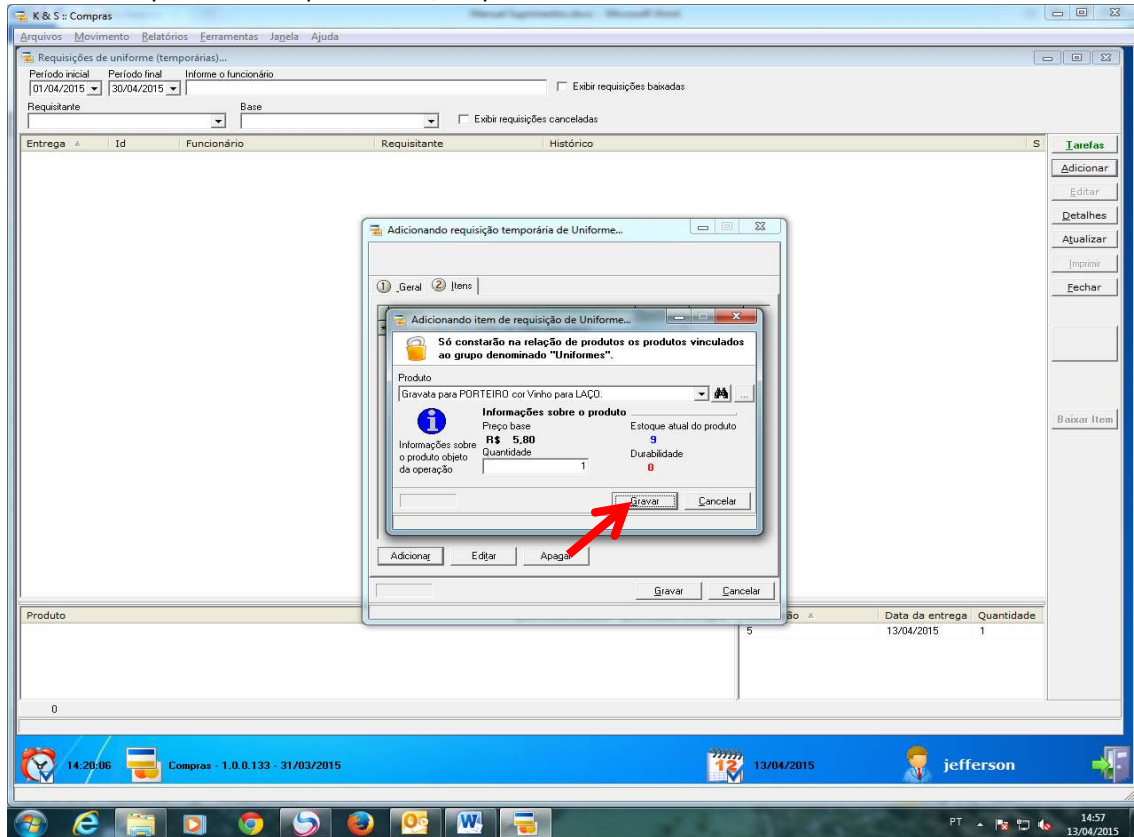 K & S :: Compras
Arquivos Movimento Relatórios Ferramentas Janela Ajuda
Requisições de uniforme (temporárias)...
Período inicial Período final Informe o funcionário
01/04/2015 30/04/2015 Exibir requisições baixadas
Requisitante Base
Exibir requisições canceladas
Entrega Id Funcionário Requisitante Histórico S
Tarefas
Adicionar
Editar
Detalhes
Atualizar
Imprimir
Fechar
Baixar Item
Adicionando requisição temporária de Uniforme...
1 Geral 2 Itens
Adicionando item de requisição de Uniforme...
Só constarão na relação de produtos os produtos vinculados
ao grupo denominado "Uniformes".
Produto
Gravata para PORTEIRO cor Vinho para LAÇO. ...
Informações sobre o produto
Preço base Estoque atual do produto
R$ 5,80 9
Informações sobre
o produto objeto
da operação
Quantidade Durabilidade
1 0
Gravar Cancelar
Adicionar Editar Apagar
Gravar Cancelar
Produto ão Data da entrega Quantidade
5 13/04/2015 1
0
14:20:06 Compras - 1.0.0.133 - 31/03/2015 12 13/04/2015 jefferson
PT 14:57
13/04/2015